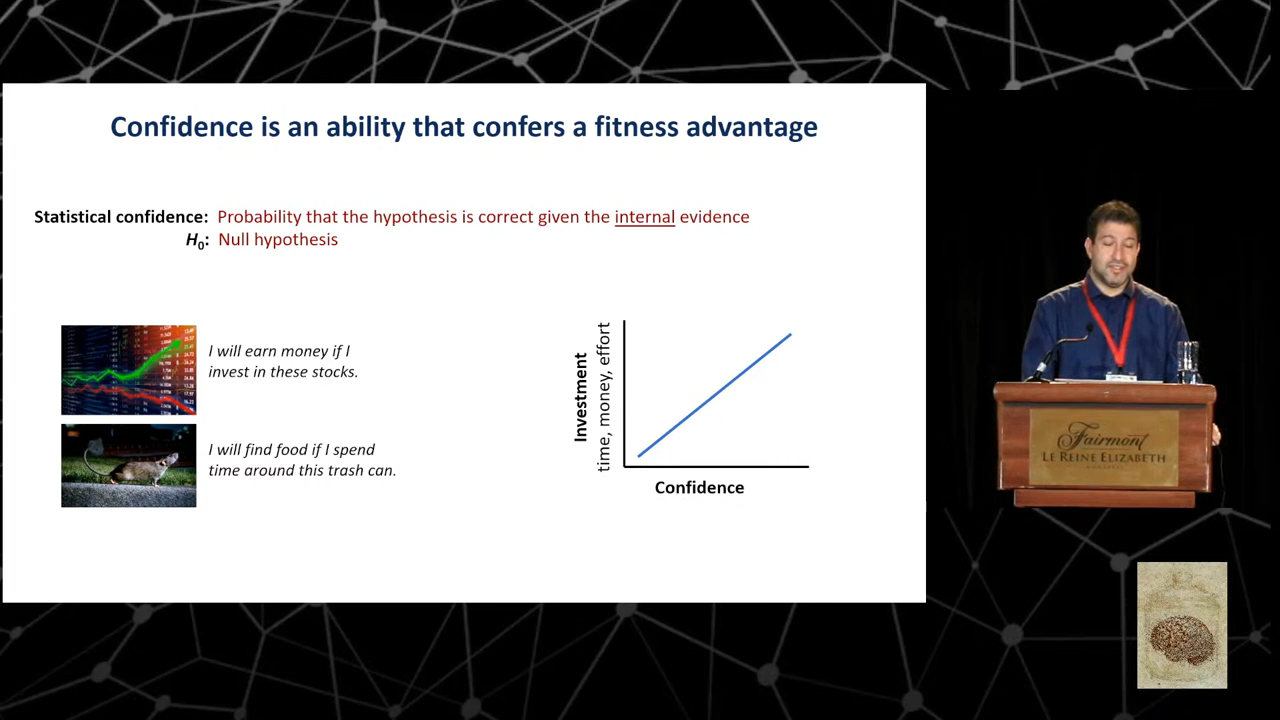 Confidence is an ability that confers a fitness advantage
Statistical confidence: Probability that the hypothesis is correct given the internal evidence
H0: Null hypothesis
I will earn money if I
invest in these stocks.
I will find food if I spend
time around this trash can.
Investment
time, money, effort
Confidence
Fairmont
LE REINE ELIZABETH